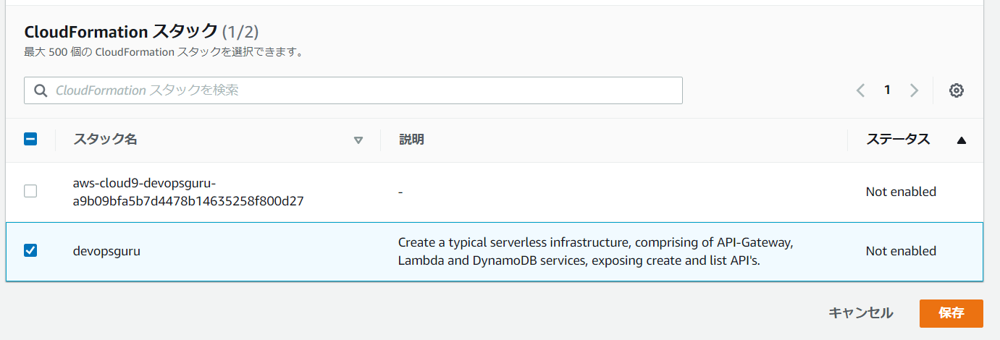 CloudFormation スタック (1/2)
最大 500 個の CloudFormation スタックを選択できます。
CloudFormation スタックを検索
1
スタック名 説明 ステータス
aws-cloud9-devopsguru-
a9b09bfa5b7d4478b14635258f800d27
-
Not enabled
devopsguru
Create a typical serverless infrastructure, comprising of API-Gateway,
Lambda and DynamoDB services, exposing create and list API's.
Not enabled
キャンセル 保存